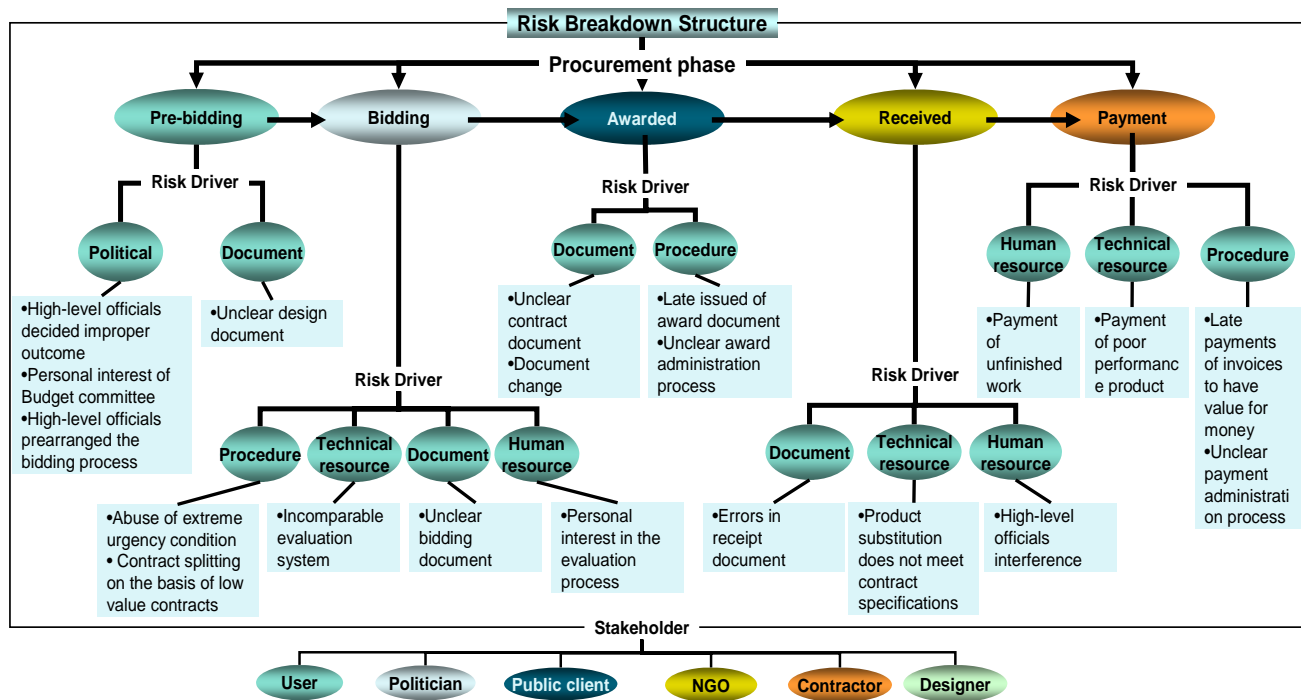 Risk Breakdown Structure
Procurement phase
Pre-bidding
Bidding
Awarded
Received
Payment
Risk Driver
Political
Document
•High-level officials
decided improper
outcome
•Personal interest of
Budget committee
•High-level officials
prearranged the
bidding process
•Unclear design
document
Risk Driver
Procedure
Technical
resource
Document
Human
resource
•Abuse of extreme
urgency condition
• Contract splitting
on the basis of low
value contracts
•Incomparable
evaluation
system
•Unclear
bidding
document
•Personal
interest in the
evaluation
process
Risk Driver
Document
Procedure
•Unclear
contract
document
•Document
change
•Late issued of
award document
•Unclear award
administration
process
Risk Driver
Document
Technical
resource
Human
resource
•Errors in
receipt
document
•Product
substitution
does not meet
contract
specifications
•High-level
officials
interference
Risk Driver
Human
resource
Technical
resource
Procedure
•Payment
of
unfinished
work
•Payment
of poor
performanc
e product
•Late
payments
of invoices
to have
value for
money
•Unclear
payment
administrati
on process
Stakeholder
User
Politician
Public client
NGO
Contractor
Designer